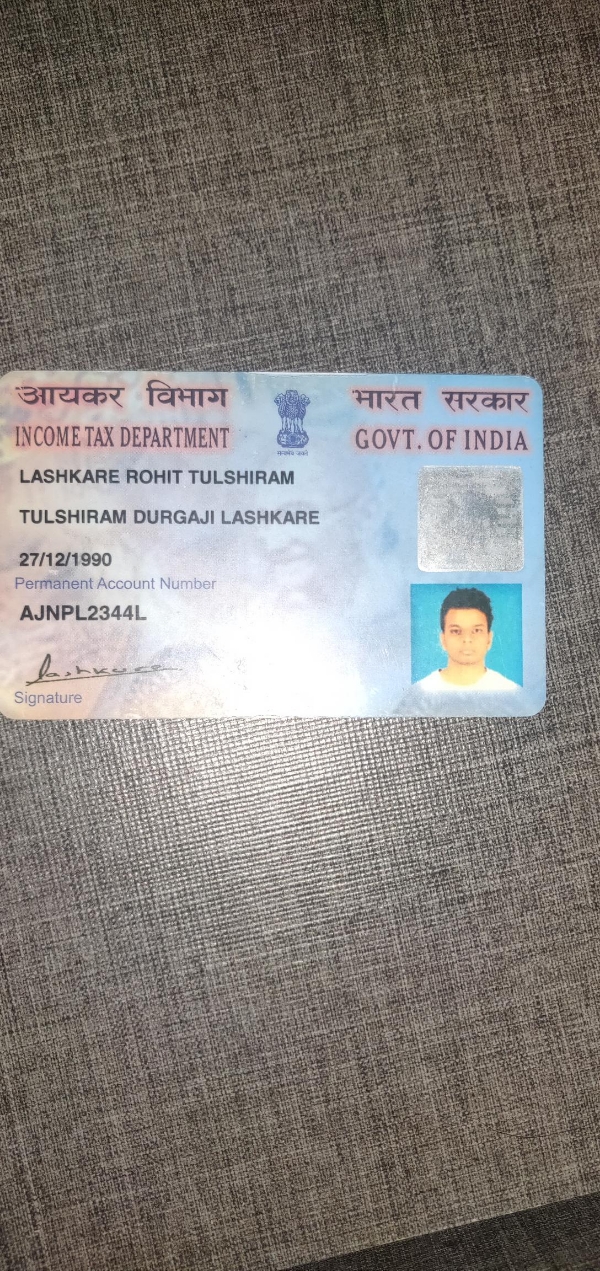 आयकर विभाग
INCOME TAX DEPARTMENT
सत्यमेव जयते
भारत सरकार
GOVT. OF INDIA
LASHKARE ROHIT TULSHIRAM
TULSHIRAM DURGAJI LASHKARE
27/12/1990
Permanent Account Number
AJNPL2344L
Lashkare
Signature